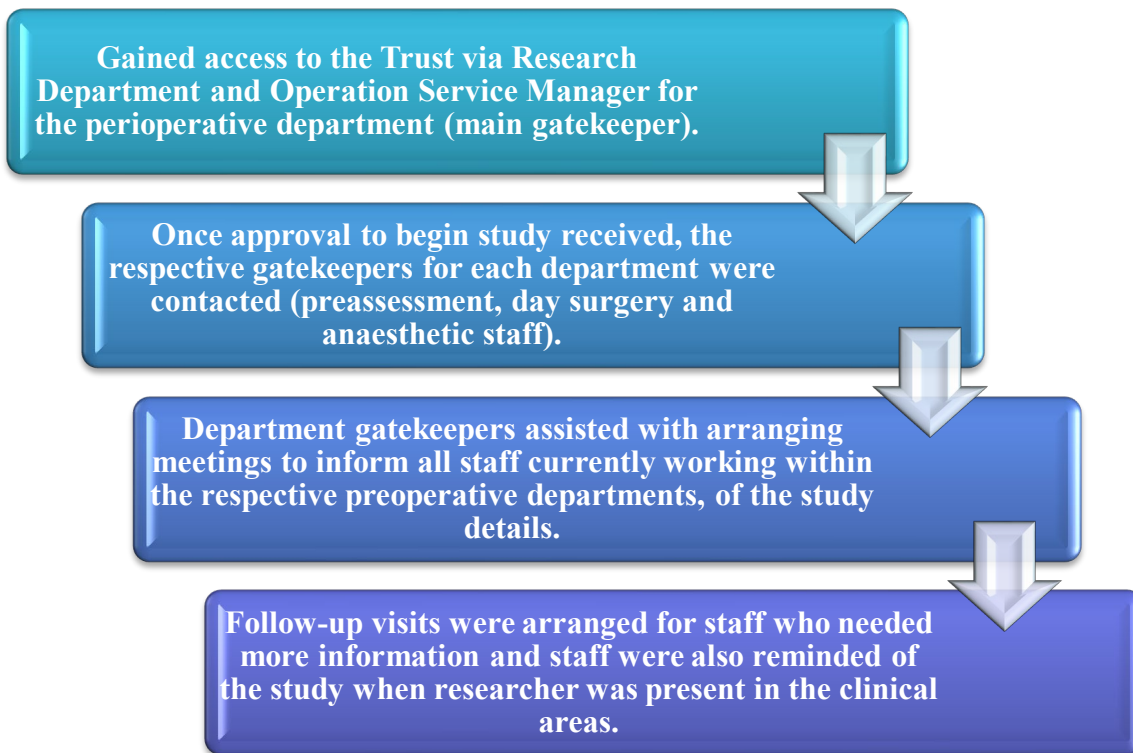 Gained access to the Trust via Research
Department and Operation Service Manager for
the perioperative department (main gatekeeper).
Once approval to begin study received, the
respective gatekeepers for each department were
contacted (preassessment, day surgery and
anaesthetic staff).
Department gatekeepers assisted with arranging
meetings to inform all staff currently working within
the respective preoperative departments, of the study
details.
Follow-up visits were arranged for staff who needed
more information and staff were also reminded of
the study when researcher was present in the clinical
areas.